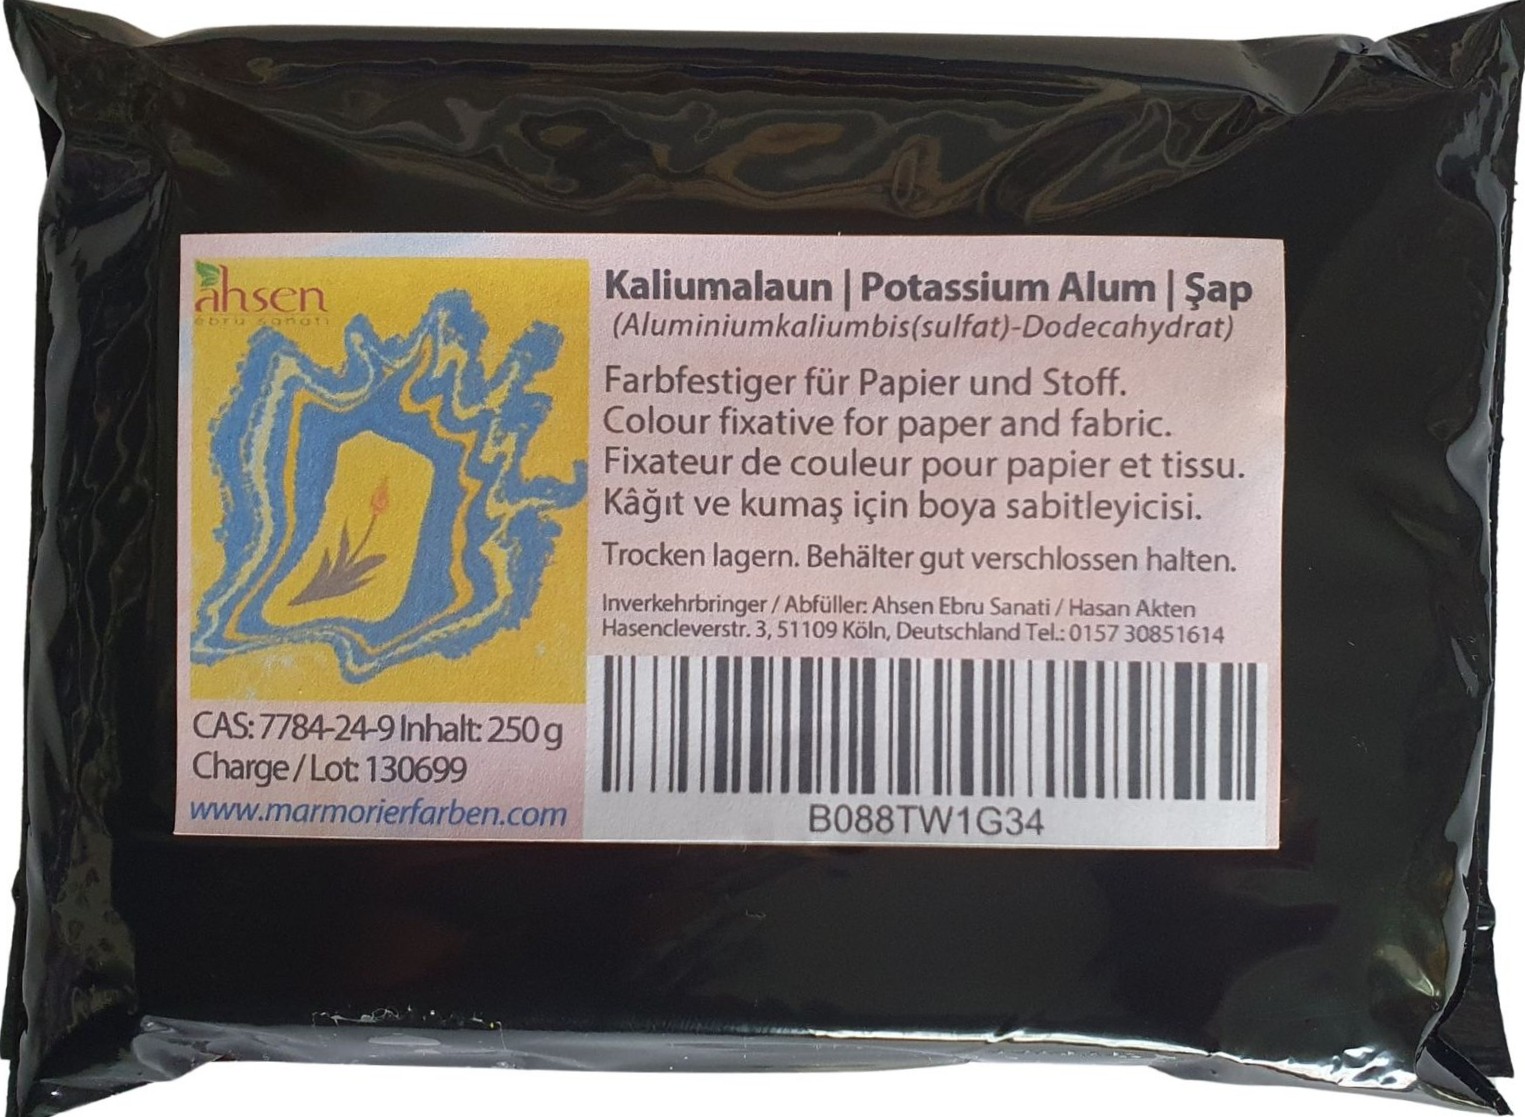 ahsen
ebru sanatı
Kaliumalaun | Potassium Alum | Şap
(Aluminiumkaliumbis(sulfat)-Dodecahydrat)
Farbfestiger für Papier und Stoff.
Colour fixative for paper and fabric.
Fixateur de couleur pour papier et tissu.
Kâğıt ve kumaş için boya sabitleyicisi.
Trocken lagern. Behälter gut verschlossen halten.
Inverkehrbringer / Abfüller: Ahsen Ebru Sanati / Hasan Akten
Hasencleverstr. 3, 51109 Köln, Deutschland Tel.: 0157 30851614
CAS: 7784-24-9 Inhalt: 250 g
Charge / Lot: 130699
www.marmorierfarben.com
B088TW1G34